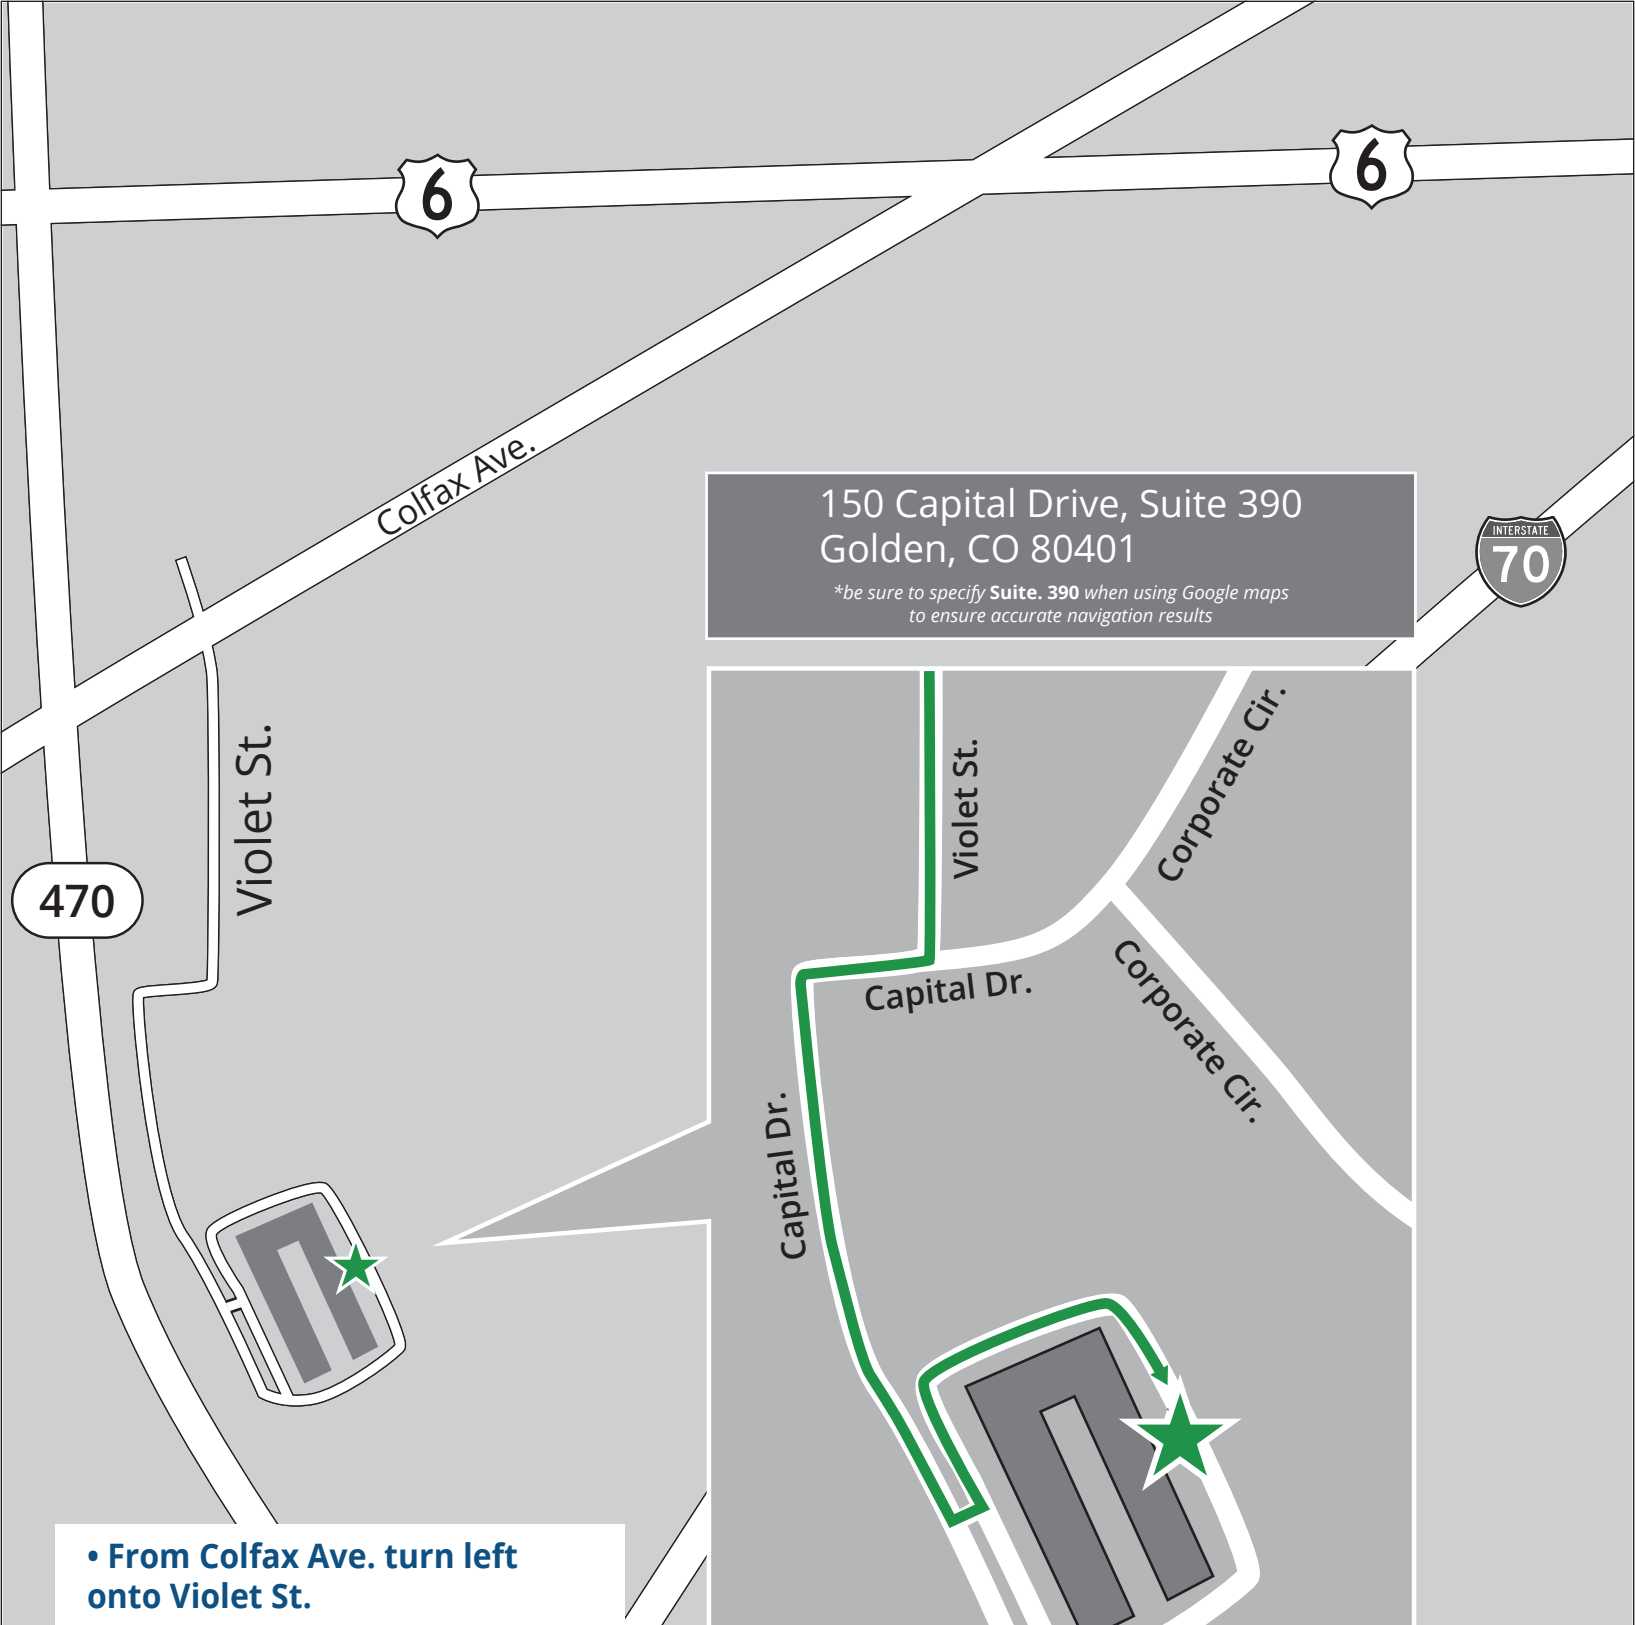 6
6
Colfax Ave.
150 Capital Drive, Suite 390
Golden, CO 80401
*be sure to specify Suite. 390 when using Google maps
to ensure accurate navigation results
INTERSTATE
70
Violet St.
470
Violet St.
Corporate Cir.
Capital Dr.
Corporate Cir.
Capital Dr.
• From Colfax Ave. turn left
onto Violet St.